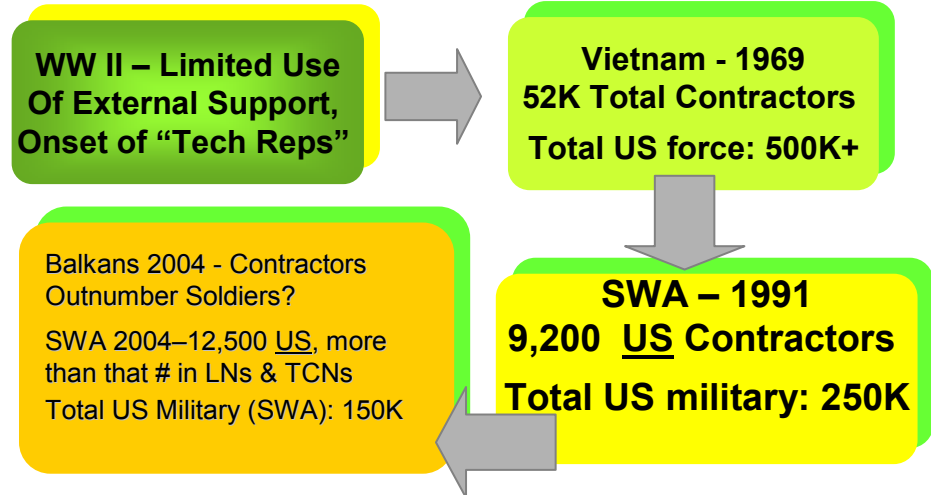 WW II – Limited Use
Of External Support,
Onset of “Tech Reps”
Vietnam - 1969
52K Total Contractors
Total US force: 500K+
SWA – 1991
9,200 US Contractors
Total US military: 250K
Balkans 2004 - Contractors
Outnumber Soldiers?
SWA 2004–12,500 US, more
than that # in LNs & TCNs
Total US Military (SWA): 150K